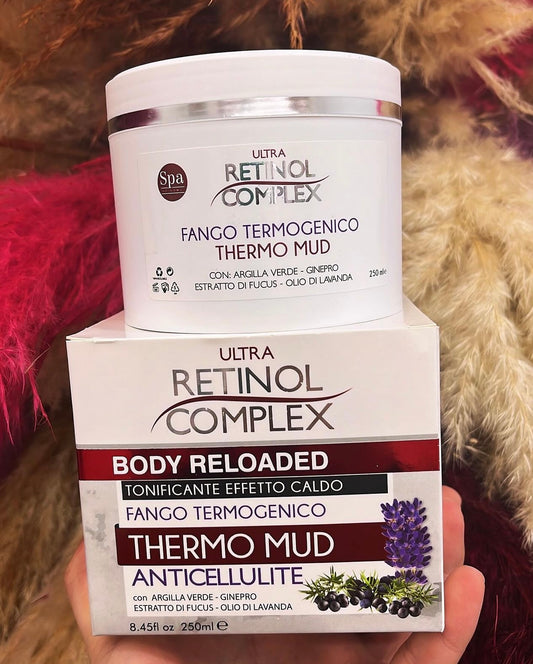 Spa
ULTRA
RETINOL
COMPLEX
FANGO TERMOGENICO
THERMO MUD
CON: ARGILLA VERDE - GINEPRO
ESTRATTO DI FUCUS - OLIO DI LAVANDA
250 ml e
ULTRA
RETINOL
COMPLEX
BODY RELOADED
TONIFICANTE EFFETTO CALDO
FANGO TERMOGENICO
THERMO MUD
ANTICELLULITE
con ARGILLA VERDE - GINEPRO
ESTRATTO DI FUCUS - OLIO DI LAVANDA
8.45fl oz 250ml e